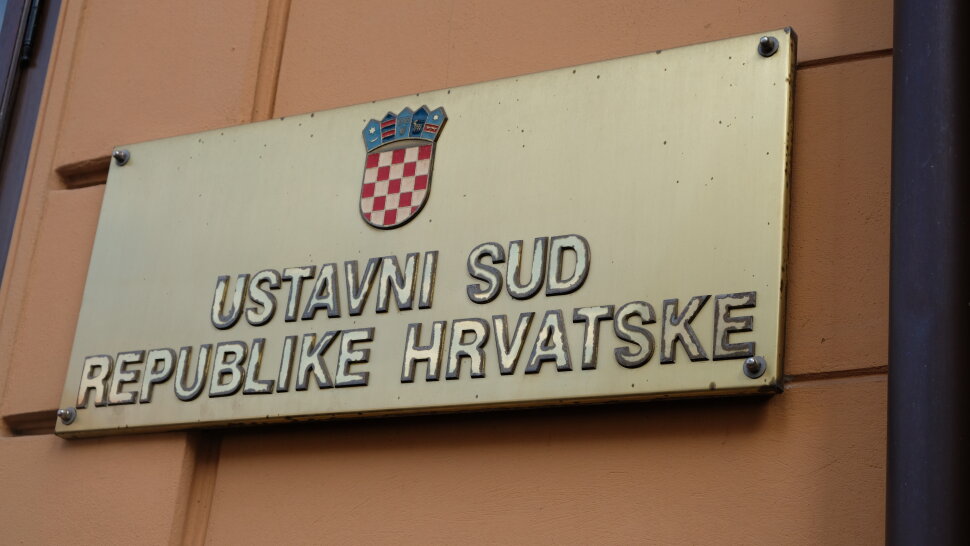 USTAVNI SUD
REPUBLIKE HRVATSKE